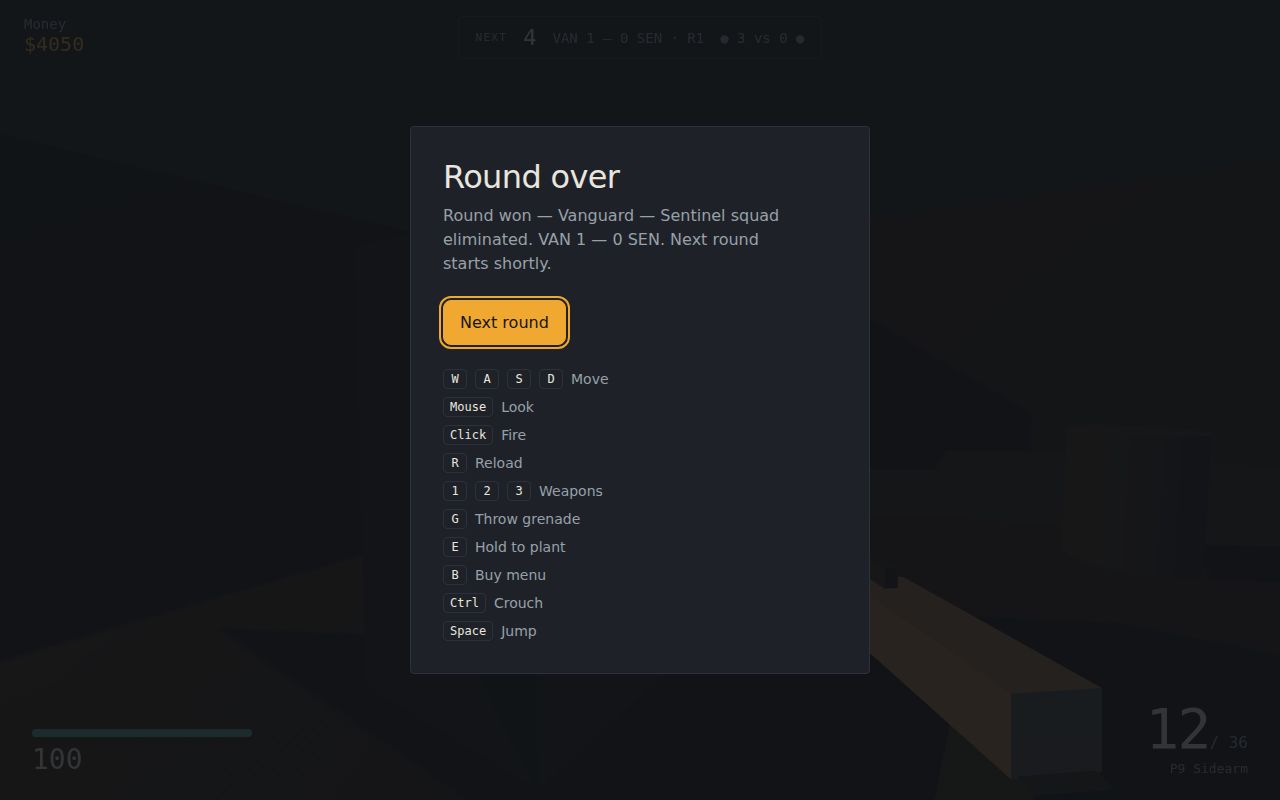 Money
$4050
NEXT 4 VAN 1 — 0 SEN · R1 ● 3 vs 0 ●
Round over
Round won — Vanguard — Sentinel squad
eliminated. VAN 1 — 0 SEN. Next round
starts shortly.
Next round
W A S D Move
Mouse Look
Click Fire
R Reload
1 2 3 Weapons
G Throw grenade
E Hold to plant
B Buy menu
Ctrl Crouch
Space Jump
100
12 / 36
P9 Sidearm